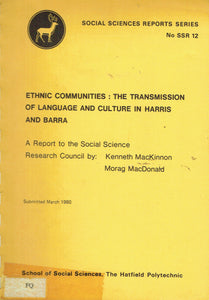 SOCIAL SCIENCES REPORTS SERIES
No SSR 12
ETHNIC COMMUNITIES : THE TRANSMISSION
OF LANGUAGE AND CULTURE IN HARRIS
AND BARRA
A Report to the Social Science
Research Council by: Kenneth MacKinnon
Morag MacDonald
Submitted March 1980
School of Social Sciences, The Hatfield Polytechnic